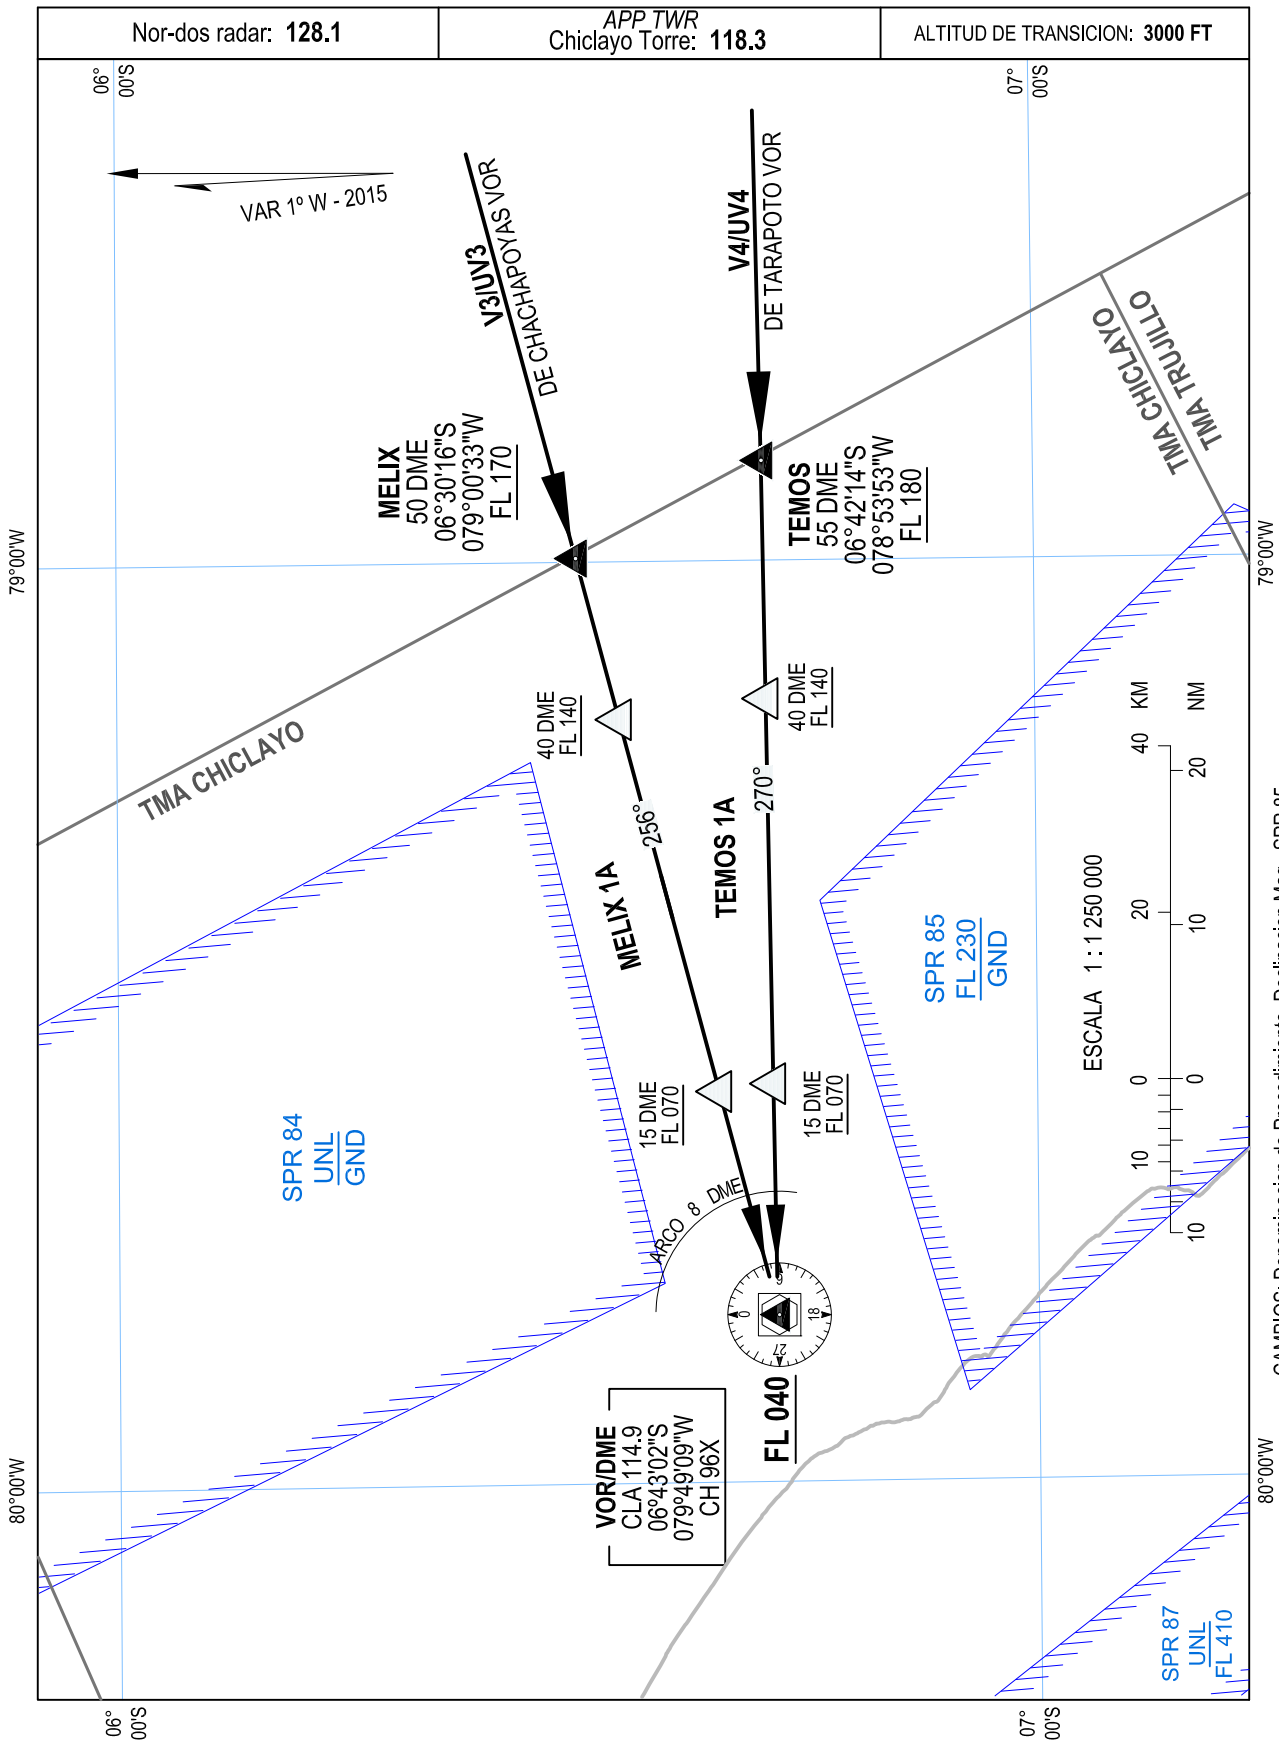 Nor-dos radar: 128.1
APP TWR
Chiclayo Torre: 118.3
ALTITUD DE TRANSICION: 3000 FT
06°
00'S
07°
00'S
VAR 1º W - 2015
V3/UV3
DE CHACHAPOYAS VOR
V4/UV4
DE TARAPOTO VOR
TMA CHICLAYO
TMA TRUJILLO
MELIX
50 DME
06°30'16"S
079°00'33"W
FL 170
TEMOS
55 DME
06°42'14"S
078°53'53"W
FL 180
79°00'W
79°00'W
TMA CHICLAYO
40 DME
FL 140
40 DME
FL 140
256°
270°
MELIX 1A
TEMOS 1A
15 DME
FL 070
15 DME
FL 070
SPR 84
UNL
GND
SPR 85
FL 230
GND
ESCALA 1 : 1 250 000
10 0 20 40 KM
10 0 10 20 NM
ARCO 8 DME
0
9
18
27
FL 040
VOR/DME
CLA 114.9
06°43'02"S
079°49'09"W
CH 96X
80°00'W
80°00'W
SPR 87
UNL
FL 410
06°
00'S
07°
00'S